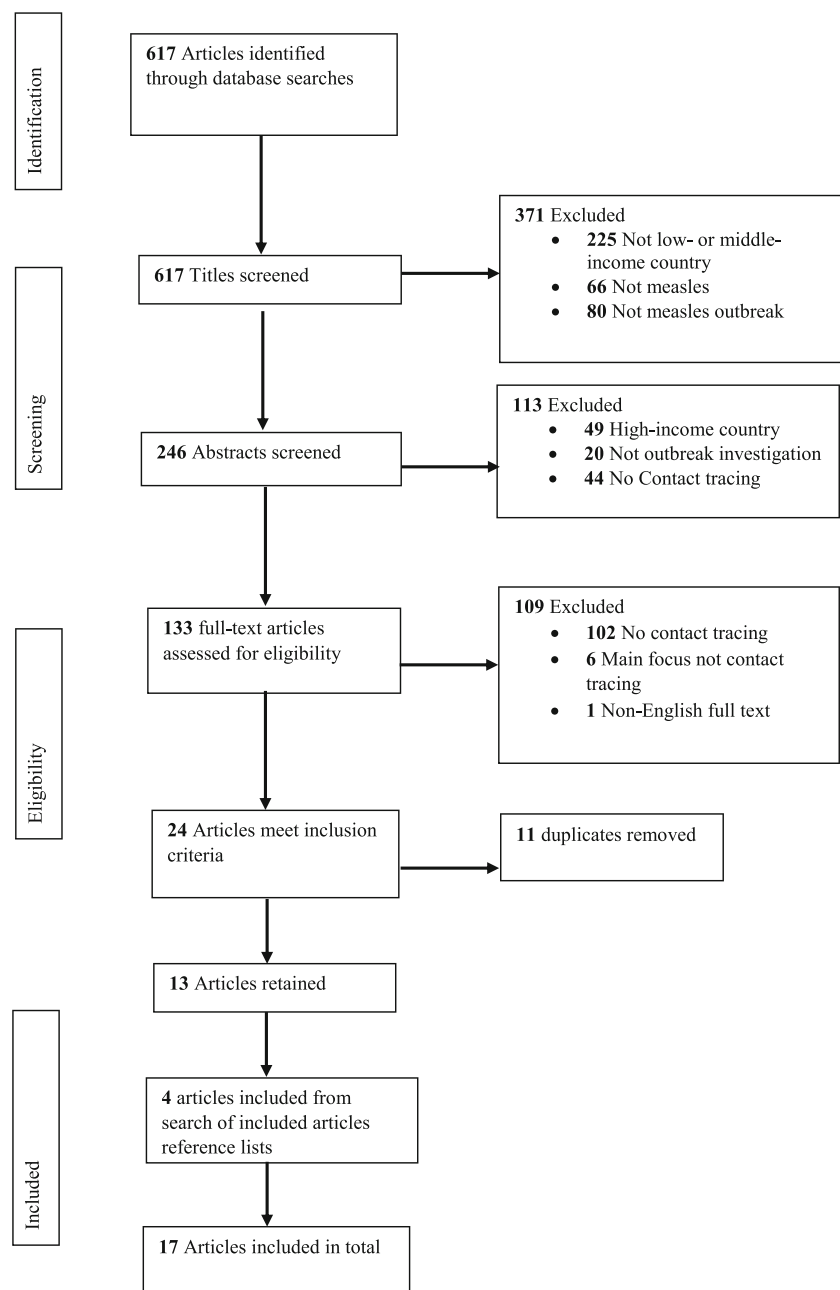 Identification
617 Articles identified
through database searches
617 Titles screened
371 Excluded
• 225 Not low- or middle-
income country
• 66 Not measles
• 80 Not measles outbreak
Screening
246 Abstracts screened
113 Excluded
• 49 High-income country
• 20 Not outbreak investigation
• 44 No Contact tracing
Eligibility
133 full-text articles
assessed for eligibility
109 Excluded
• 102 No contact tracing
• 6 Main focus not contact
tracing
• 1 Non-English full text
24 Articles meet inclusion
criteria
11 duplicates removed
13 Articles retained
Included
4 articles included from
search of included articles
reference lists
17 Articles included in total